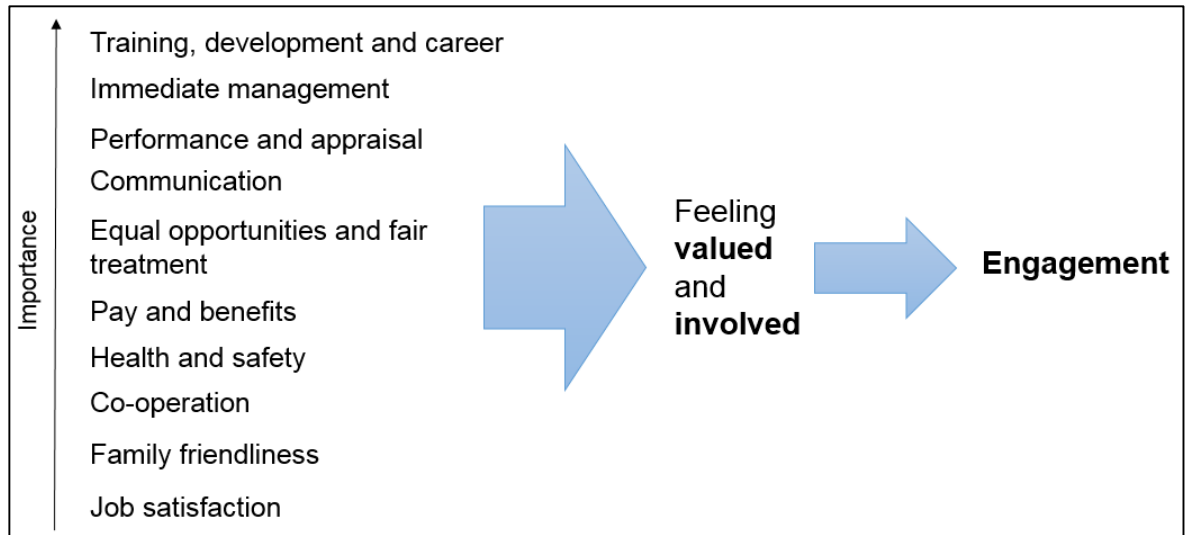 Importance
Training, development and career
Immediate management
Performance and appraisal
Communication
Equal opportunities and fair
treatment
Pay and benefits
Health and safety
Co-operation
Family friendliness
Job satisfaction
Feeling
valued
and
involved
Engagement